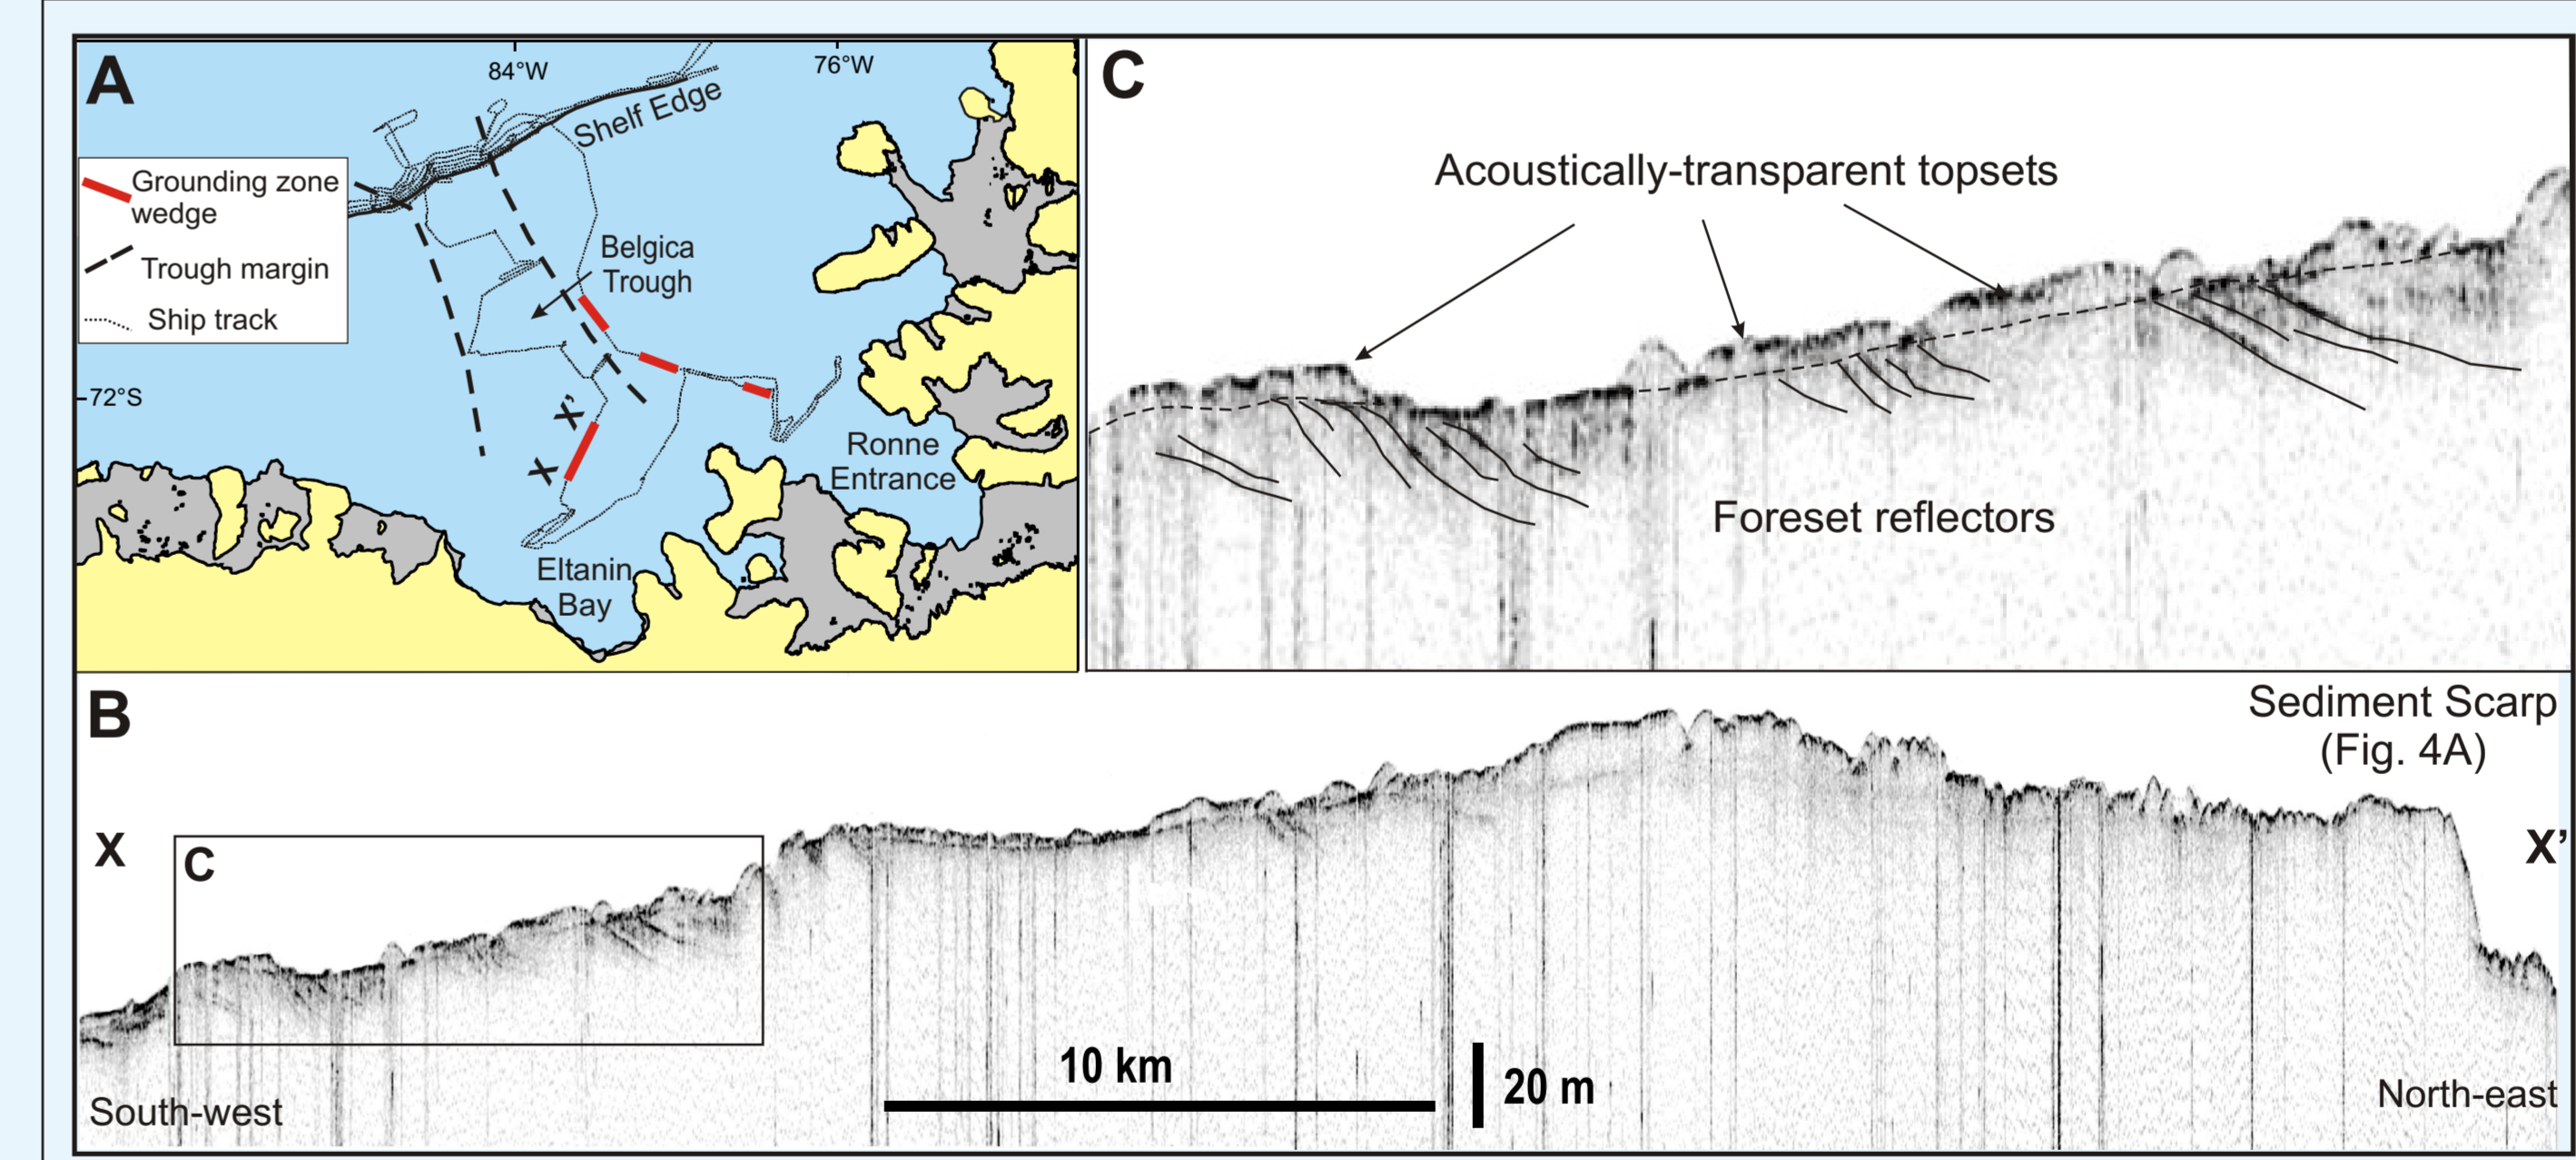 A
84°W
76°W
Shelf Edge
Grounding zone
wedge
Trough margin
Ship track
Belgica
Trough
72°S
X'
X
Ronne
Entrance
Eltanin
Bay
C
Acoustically-transparent topsets
Foreset reflectors
B
Sediment Scarp
(Fig. 4A)
X
C
X'
10 km
20 m
South-west
North-east